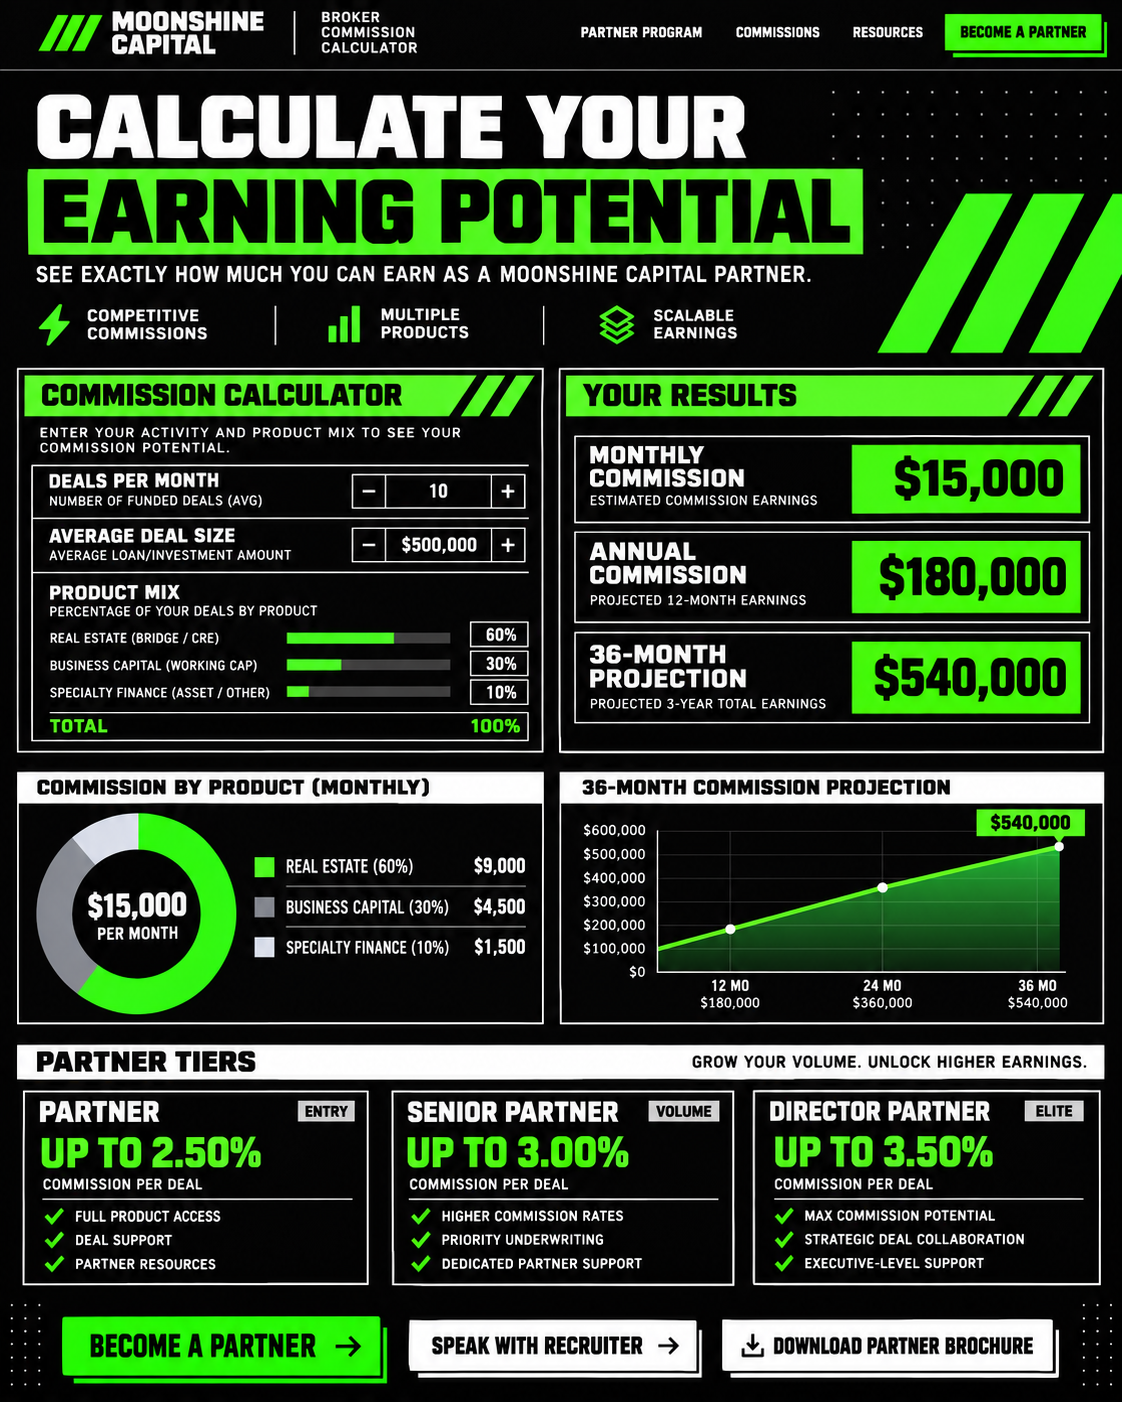 MOONSHINE
CAPITAL
BROKER
COMMISSION
CALCULATOR
PARTNER PROGRAM
COMMISSIONS
RESOURCES
BECOME A PARTNER
CALCULATE YOUR
EARNING POTENTIAL
SEE EXACTLY HOW MUCH YOU CAN EARN AS A MOONSHINE CAPITAL PARTNER.
COMPETITIVE
COMMISSIONS
MULTIPLE
PRODUCTS
SCALABLE
EARNINGS
COMMISSION CALCULATOR
ENTER YOUR ACTIVITY AND PRODUCT MIX TO SEE YOUR
COMMISSION POTENTIAL.
DEALS PER MONTH
NUMBER OF FUNDED DEALS (AVG)
− 10 +
AVERAGE DEAL SIZE
AVERAGE LOAN/INVESTMENT AMOUNT
− $500,000 +
PRODUCT MIX
PERCENTAGE OF YOUR DEALS BY PRODUCT
REAL ESTATE (BRIDGE / CRE) 60%
BUSINESS CAPITAL (WORKING CAP) 30%
SPECIALTY FINANCE (ASSET / OTHER) 10%
TOTAL 100%
YOUR RESULTS
MONTHLY
COMMISSION
ESTIMATED COMMISSION EARNINGS
$15,000
ANNUAL
COMMISSION
PROJECTED 12-MONTH EARNINGS
$180,000
36-MONTH
PROJECTION
PROJECTED 3-YEAR TOTAL EARNINGS
$540,000
COMMISSION BY PRODUCT (MONTHLY)
$15,000
PER MONTH
REAL ESTATE (60%) $9,000
BUSINESS CAPITAL (30%) $4,500
SPECIALTY FINANCE (10%) $1,500
36-MONTH COMMISSION PROJECTION
$540,000
$600,000
$500,000
$400,000
$300,000
$200,000
$100,000
$0
12 MO 24 MO 36 MO
$180,000 $360,000 $540,000
PARTNER TIERS
GROW YOUR VOLUME. UNLOCK HIGHER EARNINGS.
PARTNER ENTRY
UP TO 2.50%
COMMISSION PER DEAL
FULL PRODUCT ACCESS
DEAL SUPPORT
PARTNER RESOURCES
SENIOR PARTNER VOLUME
UP TO 3.00%
COMMISSION PER DEAL
HIGHER COMMISSION RATES
PRIORITY UNDERWRITING
DEDICATED PARTNER SUPPORT
DIRECTOR PARTNER ELITE
UP TO 3.50%
COMMISSION PER DEAL
MAX COMMISSION POTENTIAL
STRATEGIC DEAL COLLABORATION
EXECUTIVE-LEVEL SUPPORT
BECOME A PARTNER →
SPEAK WITH RECRUITER →
DOWNLOAD PARTNER BROCHURE